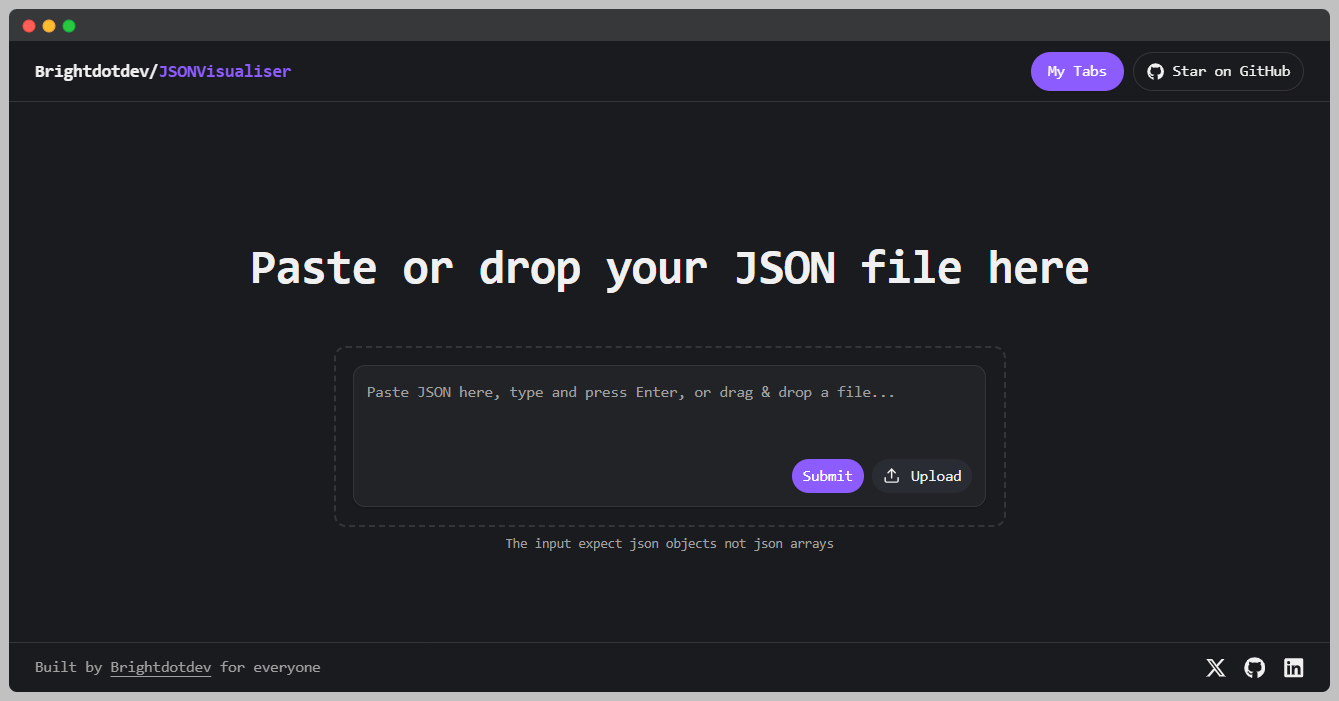 Brightdotdev/JSONVisualiser
My Tabs
Star on GitHub
Paste or drop your JSON file here
Paste JSON here, type and press Enter, or drag & drop a file...
Submit
Upload
The input expect json objects not json arrays
Built by Brightdotdev for everyone